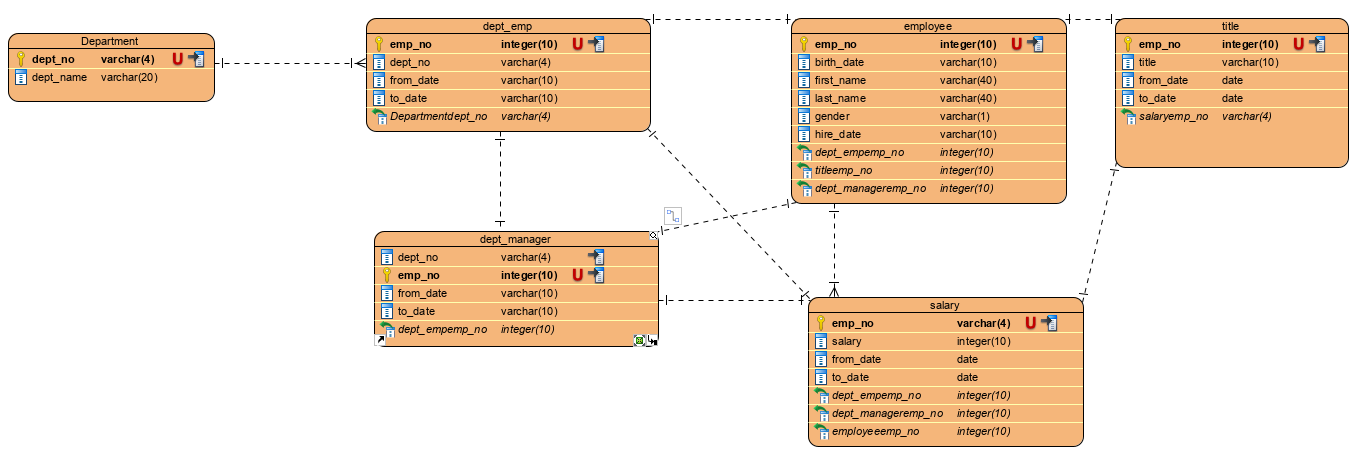 Department
dept_no varchar(4) U
dept_name varchar(20)
dept_emp
emp_no integer(10) U
dept_no varchar(4)
from_date varchar(10)
to_date varchar(10)
Departmentdept_no varchar(4)
employee
emp_no integer(10) U
birth_date varchar(10)
first_name varchar(40)
last_name varchar(40)
gender varchar(1)
hire_date varchar(10)
dept_empemp_no integer(10)
titleemp_no integer(10)
dept_manageremp_no integer(10)
title
emp_no integer(10) U
title varchar(10)
from_date date
to_date date
salaryemp_no varchar(4)
dept_manager
dept_no varchar(4)
emp_no integer(10) U
from_date varchar(10)
to_date varchar(10)
dept_empemp_no integer(10)
salary
emp_no varchar(4) U
salary integer(10)
from_date date
to_date date
dept_empemp_no integer(10)
dept_manageremp_no integer(10)
employeeemp_no integer(10)